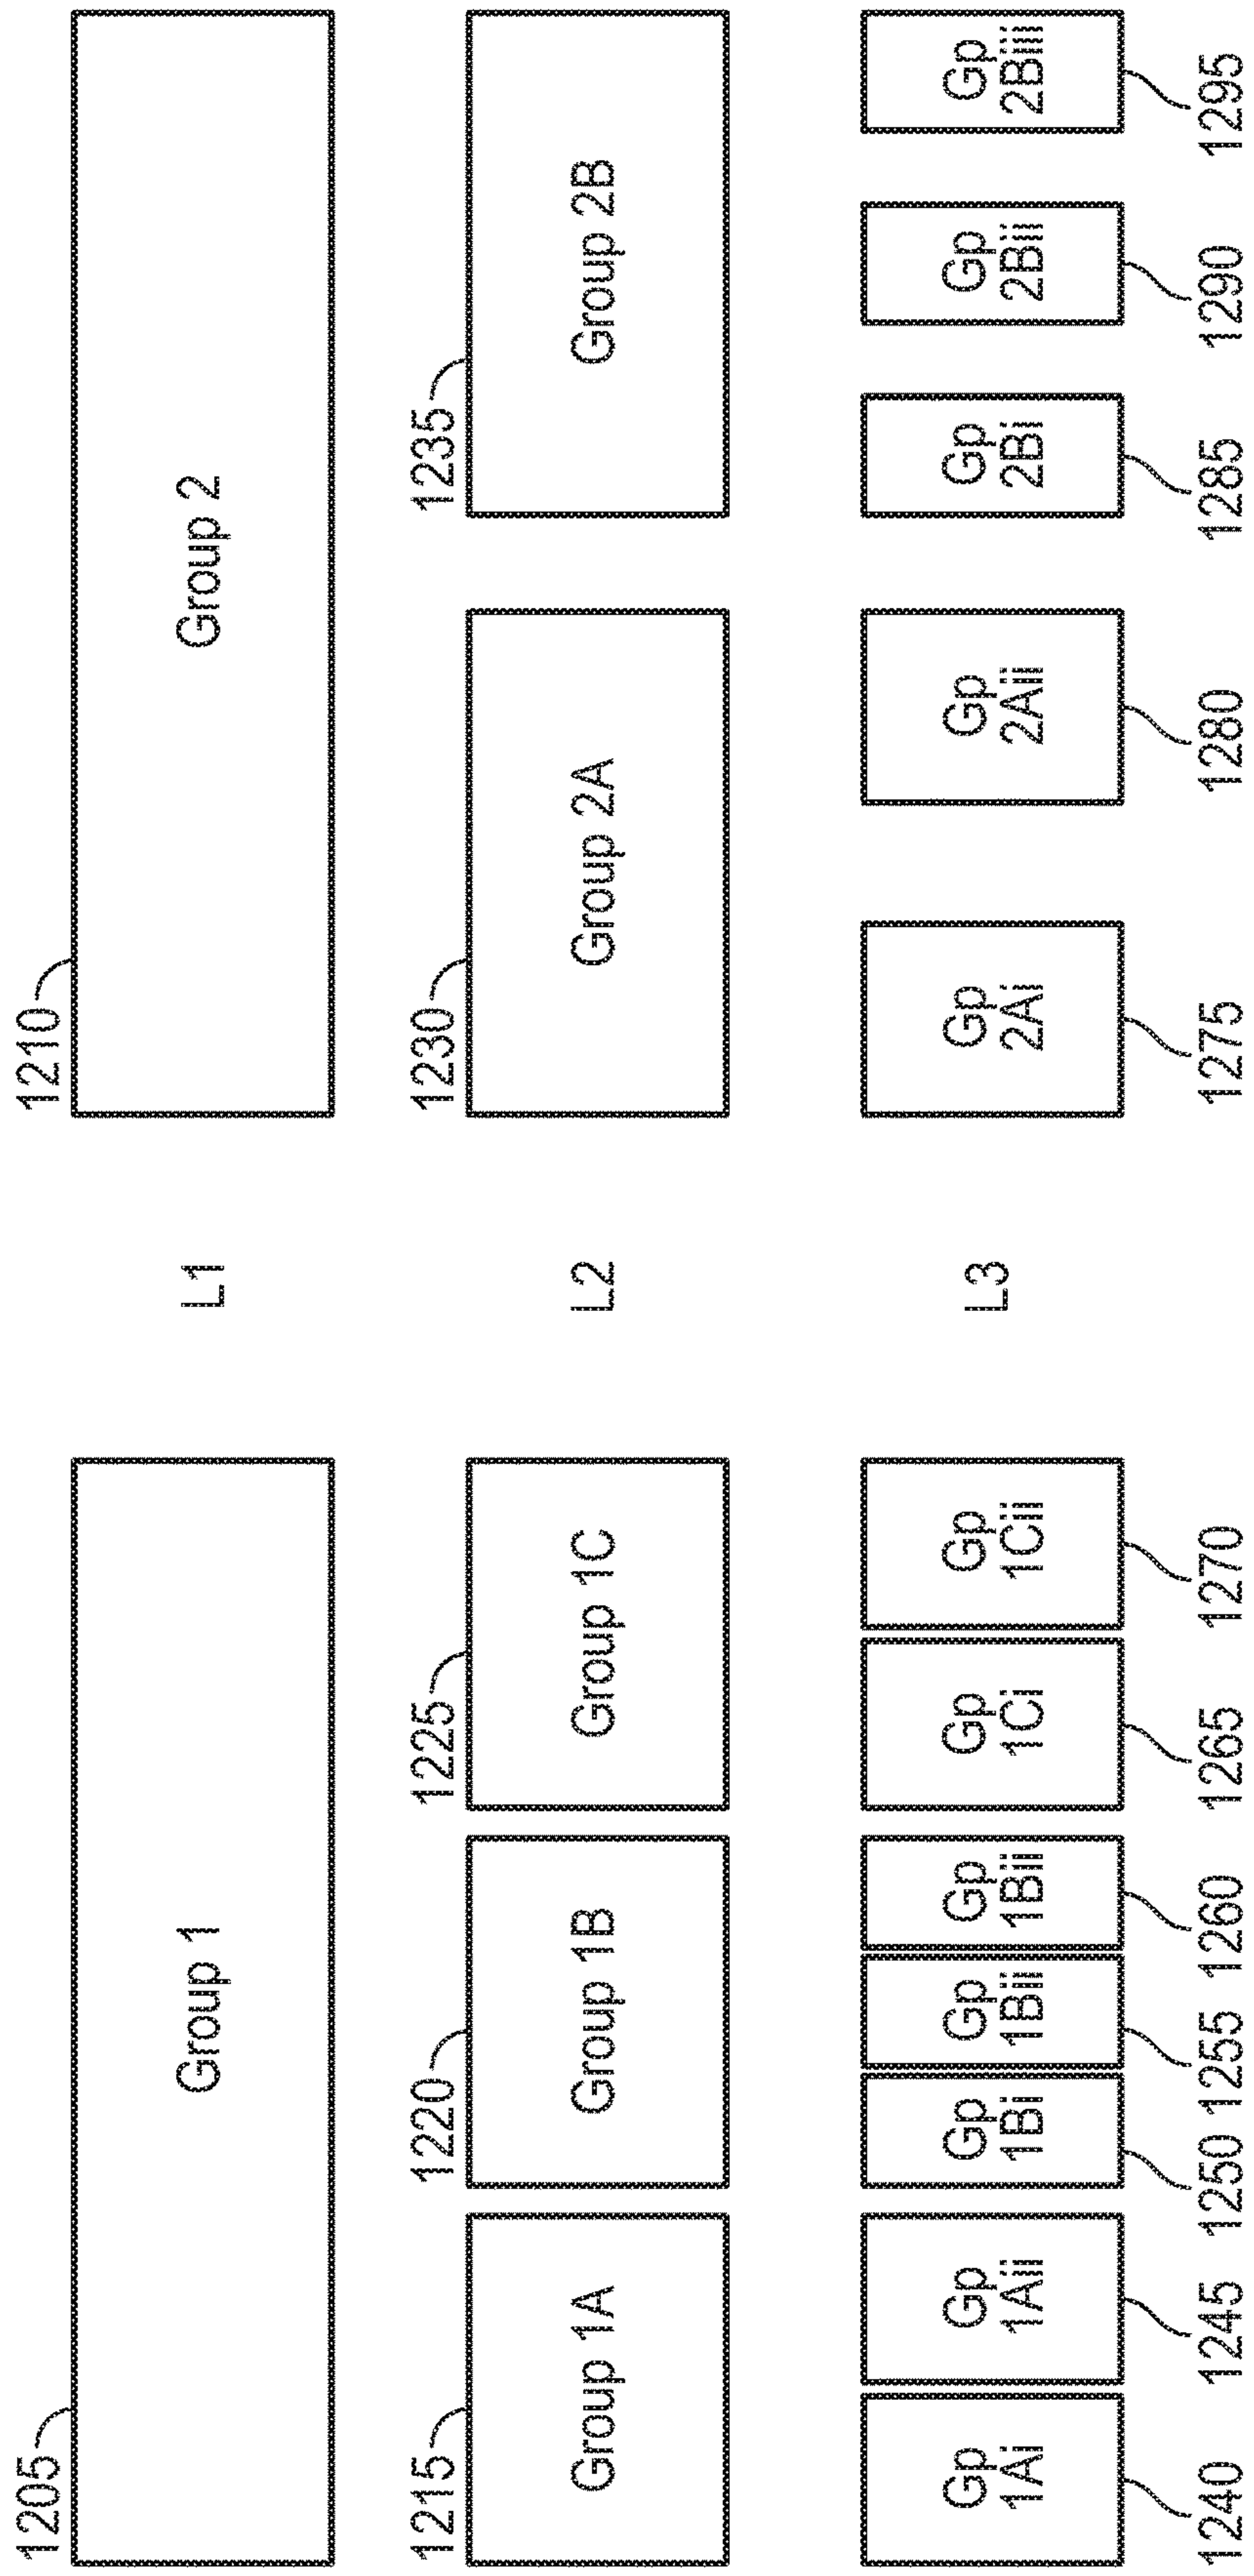 1205
1210
Group 1
L1
Group 2
1215
1220
1225
1230
1235
Group 1A
Group 1B
Group 1C
L2
Group 2A
Group 2B
Gp
1Ai
Gp
1Aii
Gp
1Bi
Gp
1Bii
Gp
1Bii
Gp
1Ci
Gp
1Cii
L3
Gp
2Ai
Gp
2Aii
Gp
2Bi
Gp
2Bii
Gp
2Biii
1240
1245
1250
1255
1260
1265
1270
1275
1280
1285
1290
1295